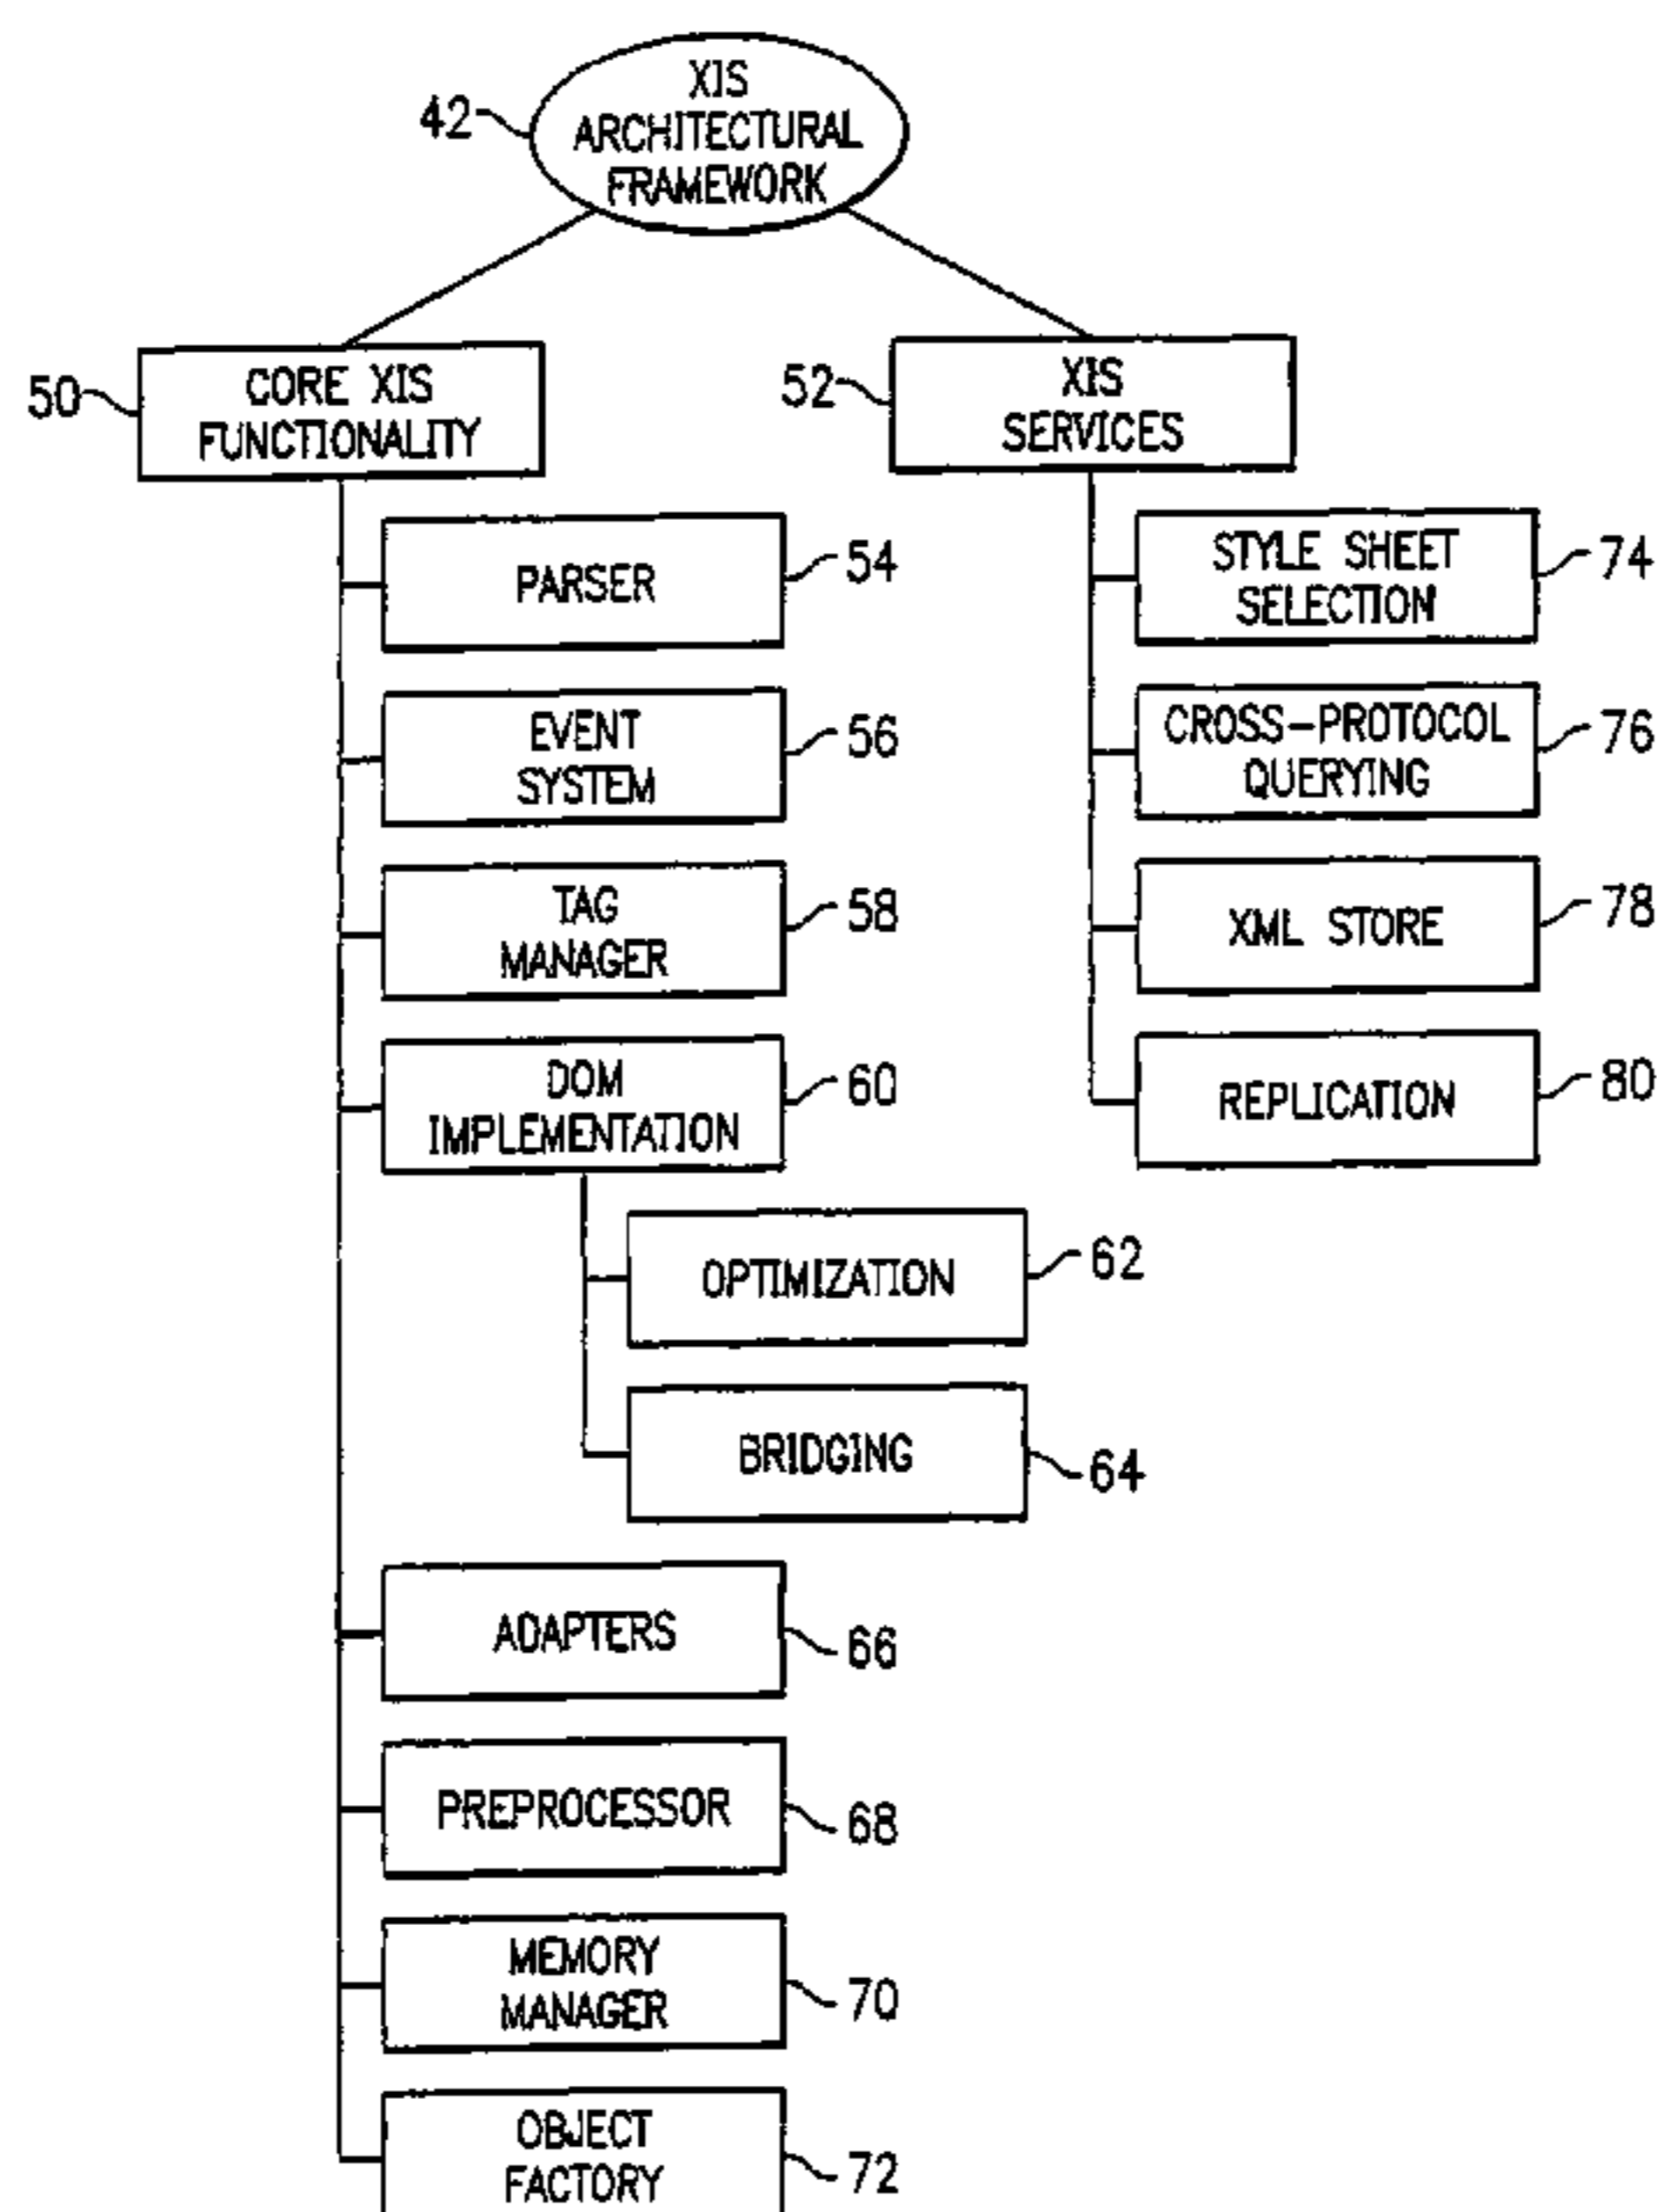 XIS
ARCHITECTURAL
FRAMEWORK
42
CORE XIS
FUNCTIONALITY
50
XIS
SERVICES
52
PARSER
54
STYLE SHEET
SELECTION
74
EVENT
SYSTEM
56
CROSS-PROTOCOL
QUERYING
76
TAG
MANAGER
58
XML STORE
78
DOM
IMPLEMENTATION
60
REPLICATION
80
OPTIMIZATION
62
BRIDGING
64
ADAPTERS
66
PREPROCESSOR
68
MEMORY
MANAGER
70
OBJECT
FACTORY
72